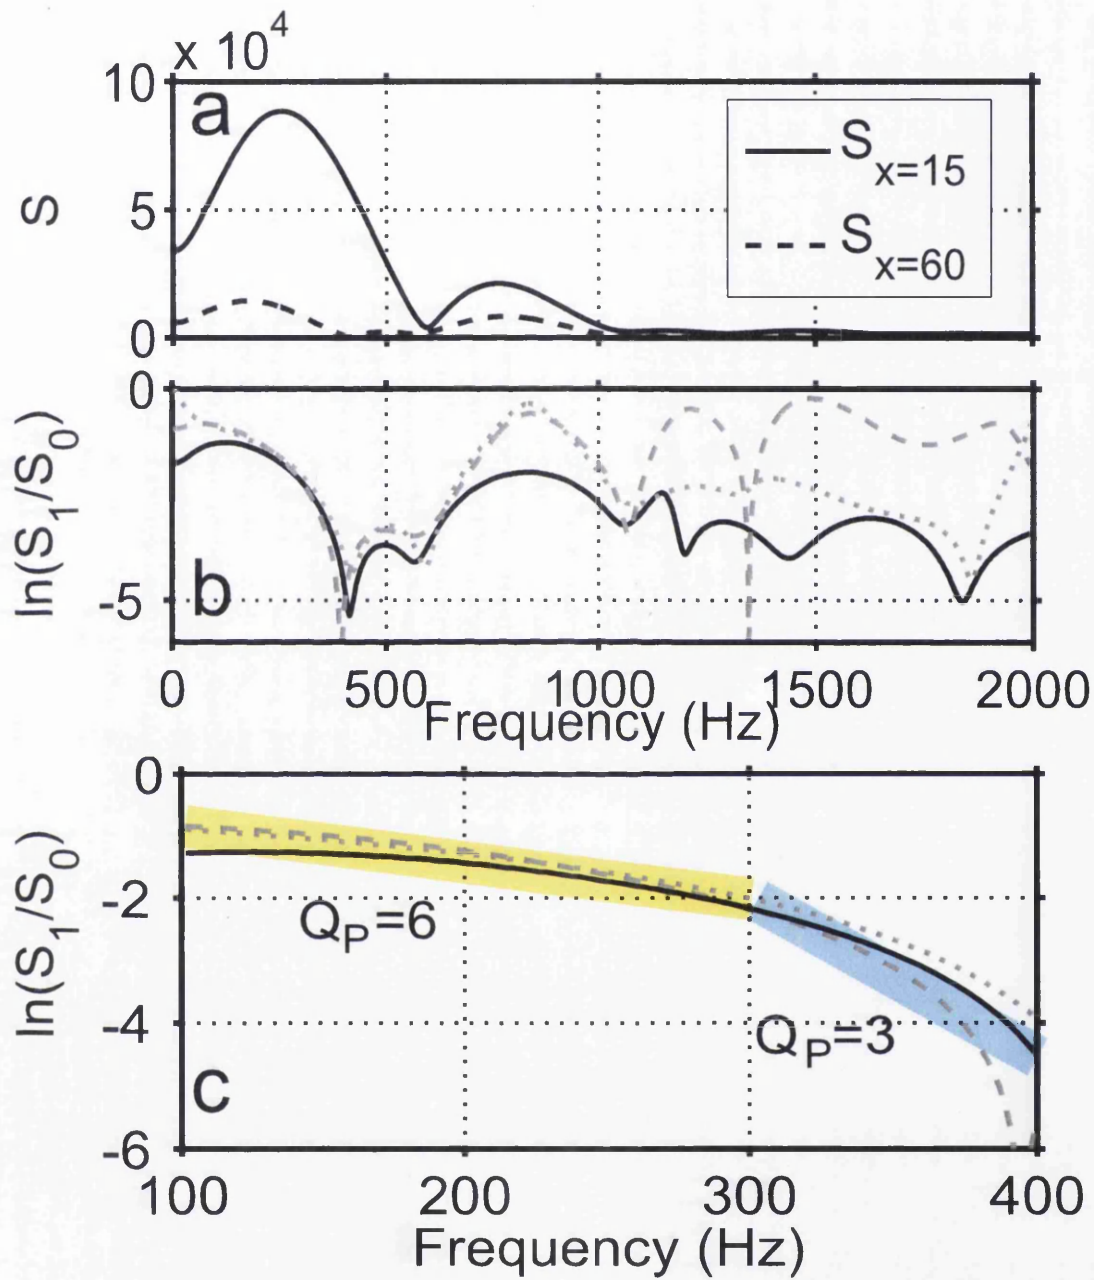 x 10^4
10
a
S_x=15
S
5
S_x=60
0
0
ln(S_1/S_0)
b
-5
0 500 1000 1500 2000
Frequency (Hz)
0
ln(S_1/S_0)
-2
Q_P=6
-4
Q_P=3
c
-6
100 200 300 400
Frequency (Hz)